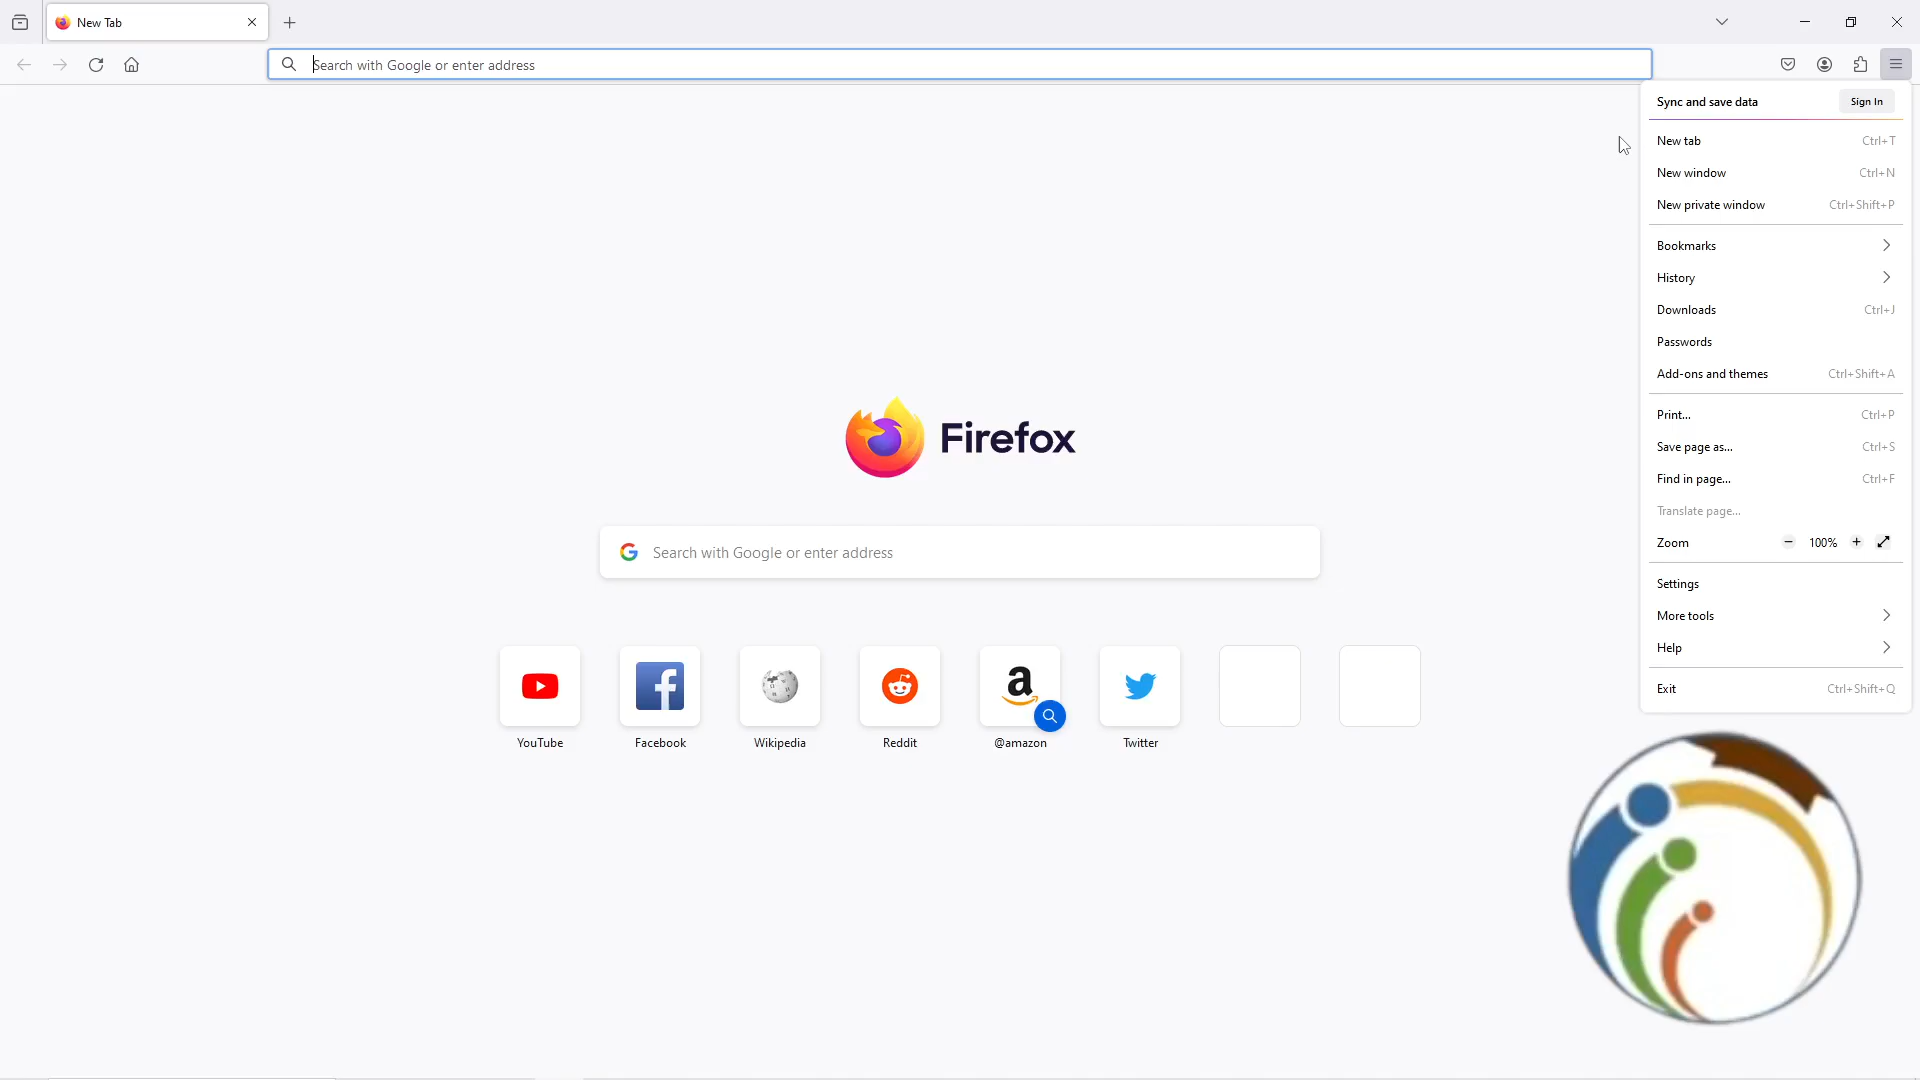 New Tab
Search with Google or enter address
Sync and save data Sign In
New tab Ctrl+T
New window Ctrl+N
New private window Ctrl+Shift+P
Bookmarks
History
Downloads Ctrl+J
Passwords
Add-ons and themes Ctrl+Shift+A
Print... Ctrl+P
Save page as... Ctrl+S
Find in page... Ctrl+F
Translate page...
Zoom 100%
Settings
More tools
Help
Exit Ctrl+Shift+Q
Firefox
Search with Google or enter address
YouTube
Facebook
Wikipedia
Reddit
@amazon
Twitter